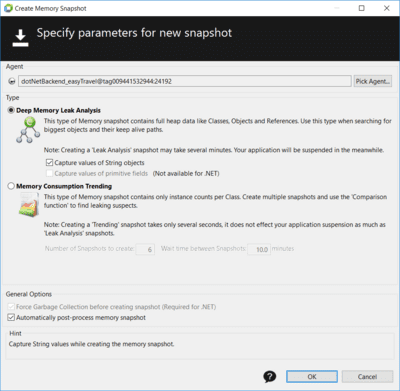 Create Memory Snapshot
Specify parameters for new snapshot
Agent
dotNetBackend_easyTravel@tag009441532944:24192
Pick Agent...
Type
Deep Memory Leak Analysis
This type of Memory snapshot contains full heap data like Classes, Objects and References. Use this type when searching for
biggest objects and their keep alive paths.
Note: Creating a 'Leak Analysis' snapshot may take several minutes. Your application will be suspended in the meanwhile.
Capture values of String objects
Capture values of primitive fields (Not available for .NET)
Memory Consumption Trending
This type of Memory snapshot contains only instance counts per Class. Create multiple snapshots and use the 'Comparison
function' to find leaking suspects.
Note: Creating a 'Trending' snapshot takes only several seconds, it does not effect your application suspension as much as
'Leak Analysis' snapshots.
Number of Snapshots to create: 6 Wait time between Snapshots: 10.0 minutes
General Options
Force Garbage Collection before creating snapshot (Required for .NET)
Automatically post-process memory snapshot
Hint
Capture String values while creating the memory snapshot.
?
OK
Cancel